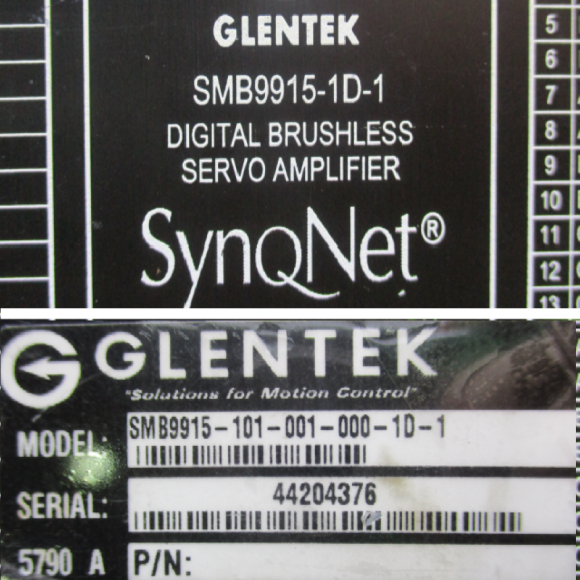 GLENTEK
SMB9915-1D-1
DIGITAL BRUSHLESS
SERVO AMPLIFIER
SynQNet®
5
6
7
8
9
10
11
12
13
GLENTEK
"Solutions for Motion Control"
MODEL: SMB9915-101-001-000-1D-1
SERIAL: 44204376
5790 A P/N: